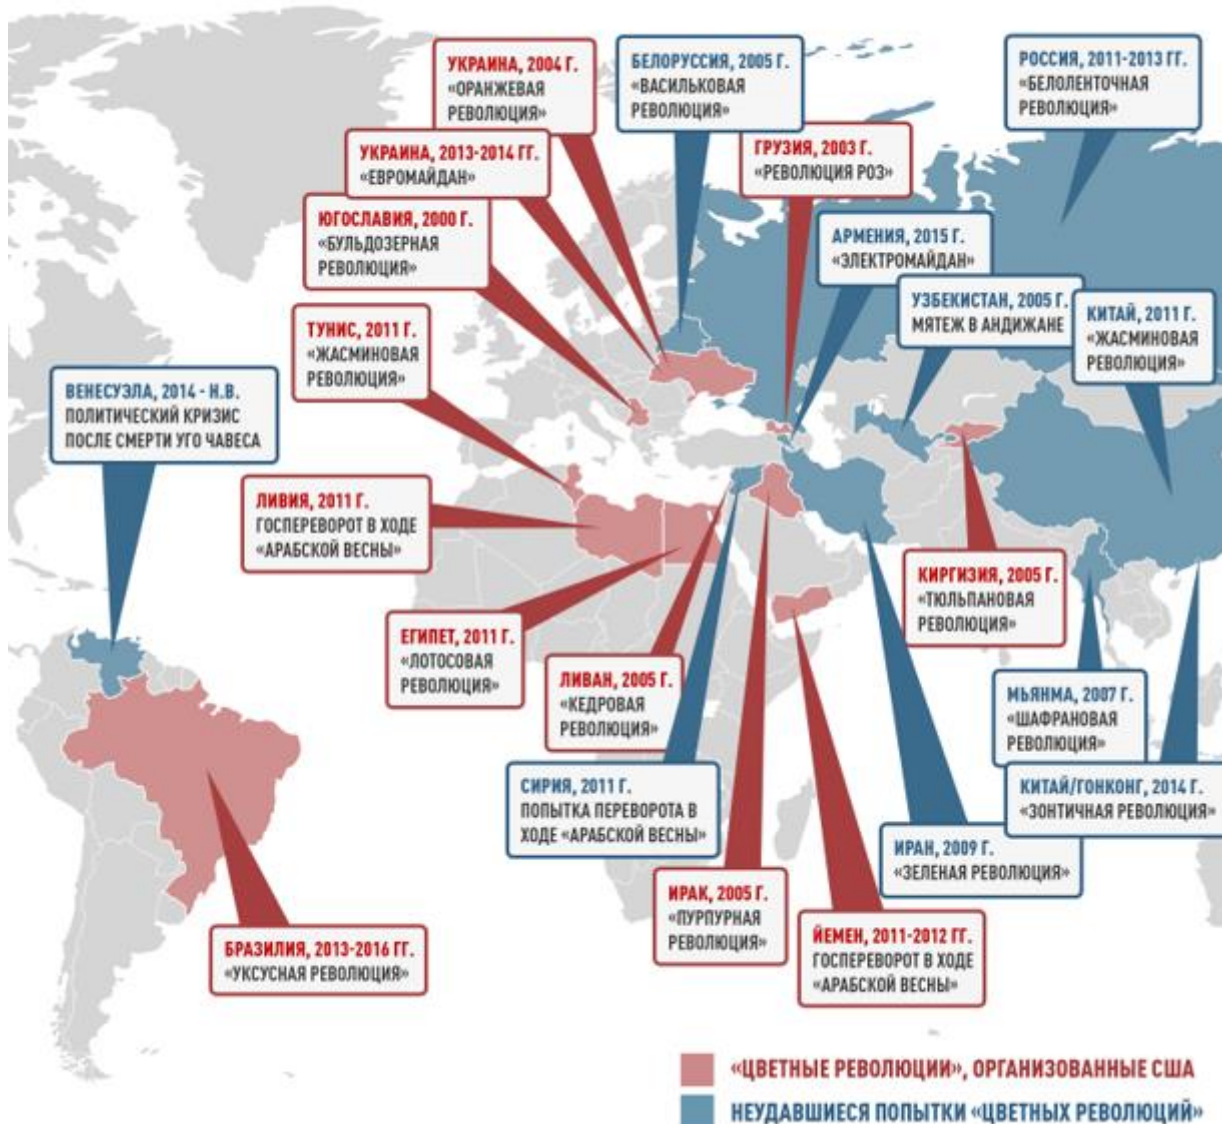 УКРАИНА, 2004 Г.
«ОРАНЖЕВАЯ
РЕВОЛЮЦИЯ»
БЕЛОРУССИЯ, 2005 Г.
«ВАСИЛЬКОВАЯ
РЕВОЛЮЦИЯ»
РОССИЯ, 2011-2013 ГГ.
«БЕЛОЛЕНТОЧНАЯ
РЕВОЛЮЦИЯ»
УКРАИНА, 2013-2014 ГГ.
«ЕВРОМАЙДАН»
ГРУЗИЯ, 2003 Г.
«РЕВОЛЮЦИЯ РОЗ»
ЮГОСЛАВИЯ, 2000 Г.
«БУЛЬДОЗЕРНАЯ
РЕВОЛЮЦИЯ»
АРМЕНИЯ, 2015 Г.
«ЭЛЕКТРОМАЙДАН»
УЗБЕКИСТАН, 2005 Г.
МЯТЕЖ В АНДИЖАНЕ
КИТАЙ, 2011 Г.
«ЖАСМИНОВАЯ
РЕВОЛЮЦИЯ»
ТУНИС, 2011 Г.
«ЖАСМИНОВАЯ
РЕВОЛЮЦИЯ»
ВЕНЕСУЭЛА, 2014 - Н.В.
ПОЛИТИЧЕСКИЙ КРИЗИС
ПОСЛЕ СМЕРТИ УГО ЧАВЕСА
ЛИВИЯ, 2011 Г.
ГОСПЕРЕВОРОТ В ХОДЕ
«АРАБСКОЙ ВЕСНЫ»
КИРГИЗИЯ, 2005 Г.
«ТЮЛЬПАНОВАЯ
РЕВОЛЮЦИЯ»
ЕГИПЕТ, 2011 Г.
«ЛОТОСОВАЯ
РЕВОЛЮЦИЯ»
ЛИВАН, 2005 Г.
«КЕДРОВАЯ
РЕВОЛЮЦИЯ»
МЬЯНМА, 2007 Г.
«ШАФРАНОВАЯ
РЕВОЛЮЦИЯ»
СИРИЯ, 2011 Г.
ПОПЫТКА ПЕРЕВОРОТА В
ХОДЕ «АРАБСКОЙ ВЕСНЫ»
КИТАЙ/ГОНКОНГ, 2014 Г.
«ЗОНТИЧНАЯ РЕВОЛЮЦИЯ»
ИРАН, 2009 Г.
«ЗЕЛЕНАЯ РЕВОЛЮЦИЯ»
ИРАК, 2005 Г.
«ПУРПУРНАЯ
РЕВОЛЮЦИЯ»
ЙЕМЕН, 2011-2012 ГГ.
ГОСПЕРЕВОРОТ В ХОДЕ
«АРАБСКОЙ ВЕСНЫ»
БРАЗИЛИЯ, 2013-2016 ГГ.
«УКСУСНАЯ РЕВОЛЮЦИЯ»
«ЦВЕТНЫЕ РЕВОЛЮЦИИ», ОРГАНИЗОВАННЫЕ США
НЕУДАВШИЕСЯ ПОПЫТКИ «ЦВЕТНЫХ РЕВОЛЮЦИЙ»